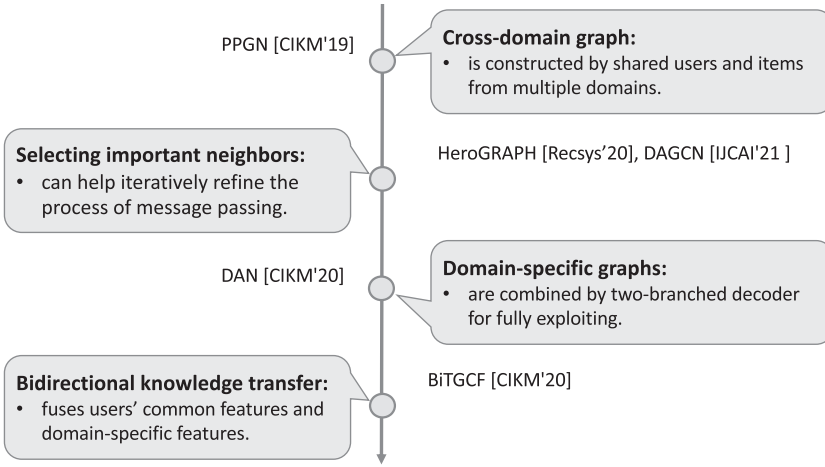 PPGN [CIKM'19]
Cross-domain graph:
• is constructed by shared users and items
from multiple domains.
Selecting important neighbors:
• can help iteratively refine the
process of message passing.
HeroGRAPH [Recsys’20], DAGCN [IJCAI'21 ]
DAN [CIKM'20]
Domain-specific graphs:
• are combined by two-branched decoder
for fully exploiting.
Bidirectional knowledge transfer:
• fuses users’ common features and
domain-specific features.
BiTGCF [CIKM'20]